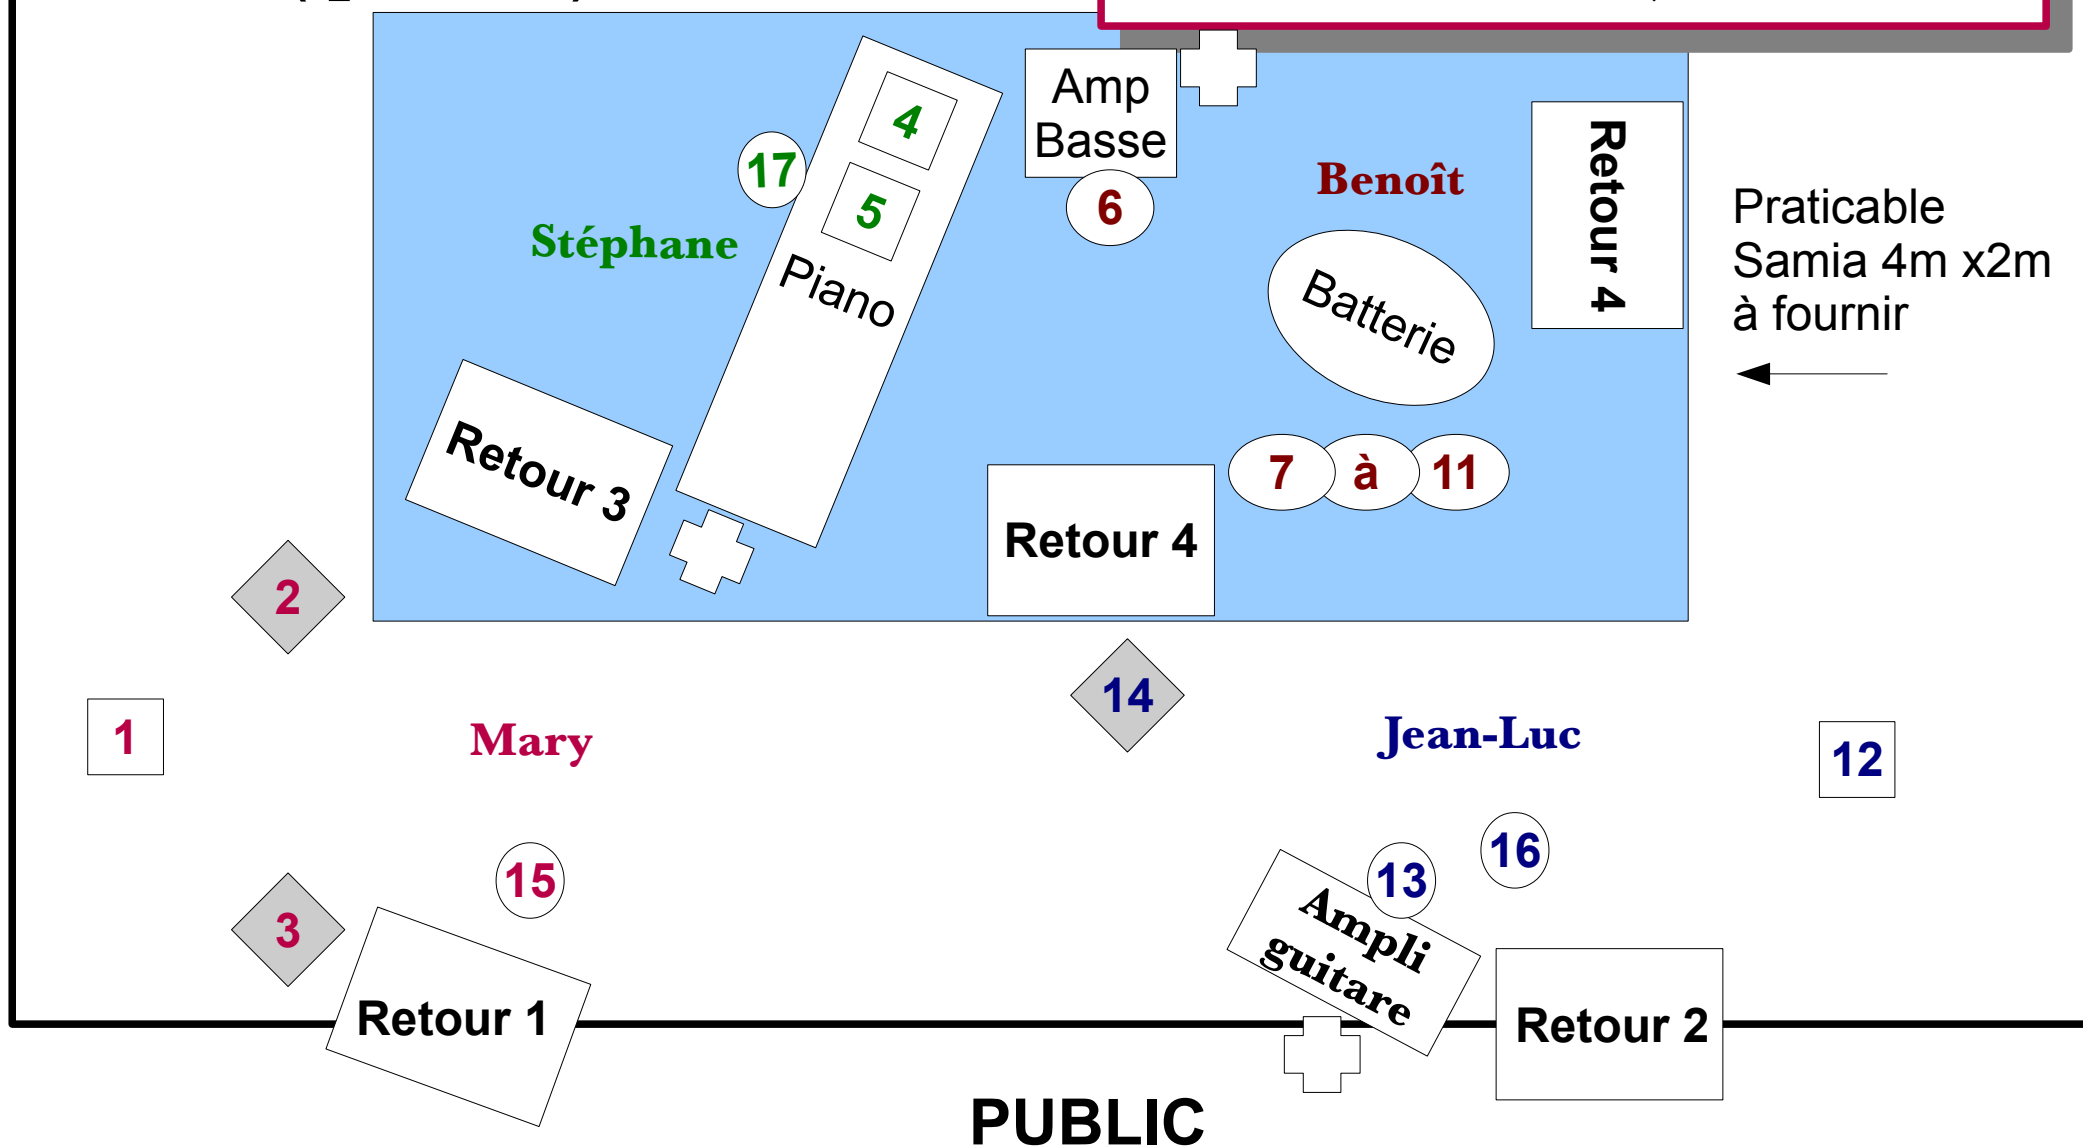 Amp
Basse
4
17
5
6
Stéphane
Piano
Benoît
Retour 4
Batterie
Praticable
Samia 4m x2m
à fournir
Retour 3
7 à 11
Retour 4
2
14
1
Mary
Jean-Luc
12
15
13
16
3
Ampli
guitare
Retour 1
Retour 2
PUBLIC